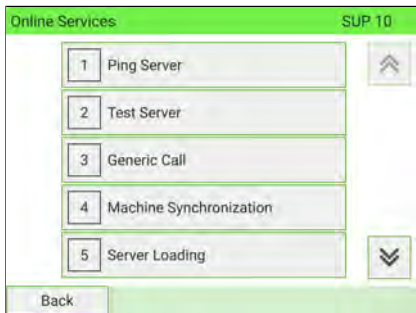 Online Services SUP 10
1 Ping Server
2 Test Server
3 Generic Call
4 Machine Synchronization
5 Server Loading
Back